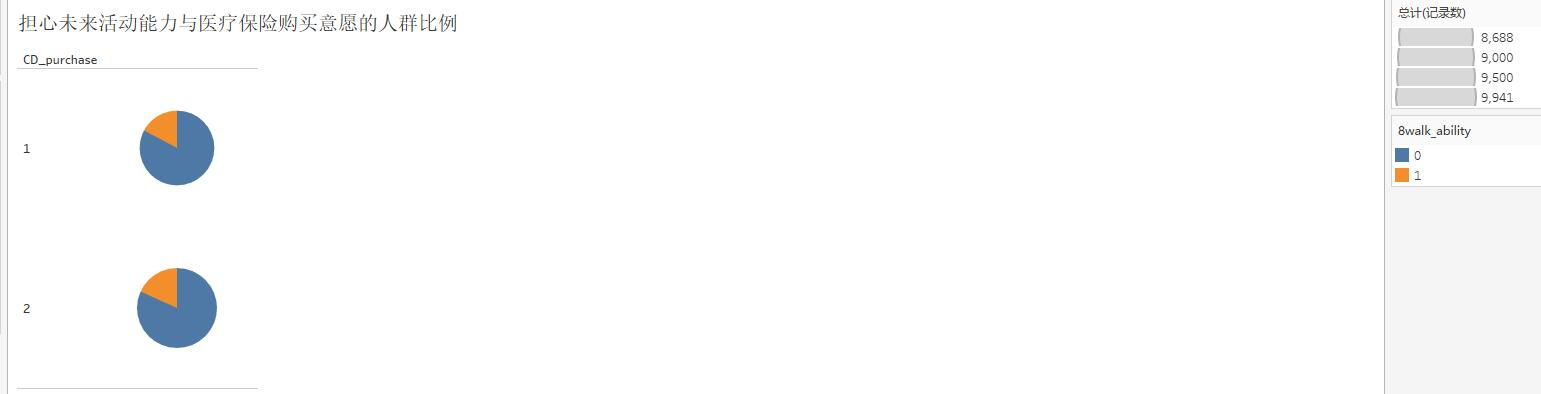 担心未来活动能力与医疗保险购买意愿的人群比例
CD_purchase
1
2
总计(记录数)
8,688
9,000
9,500
9,941
8walk_ability
0
1